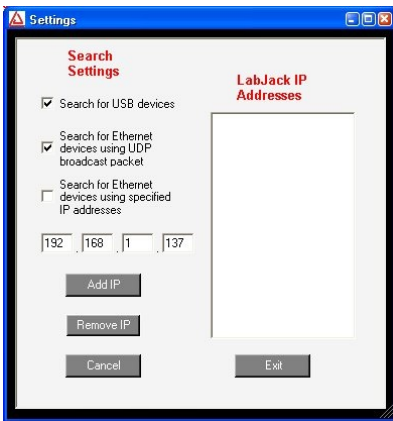 Settings
Search
Settings
Search for USB devices
Search for Ethernet
devices using UDP
broadcast packet
Search for Ethernet
devices using specified
IP addresses
192 . 168 . 1 . 137
Add IP
Remove IP
Cancel
LabJack IP
Addresses
Exit